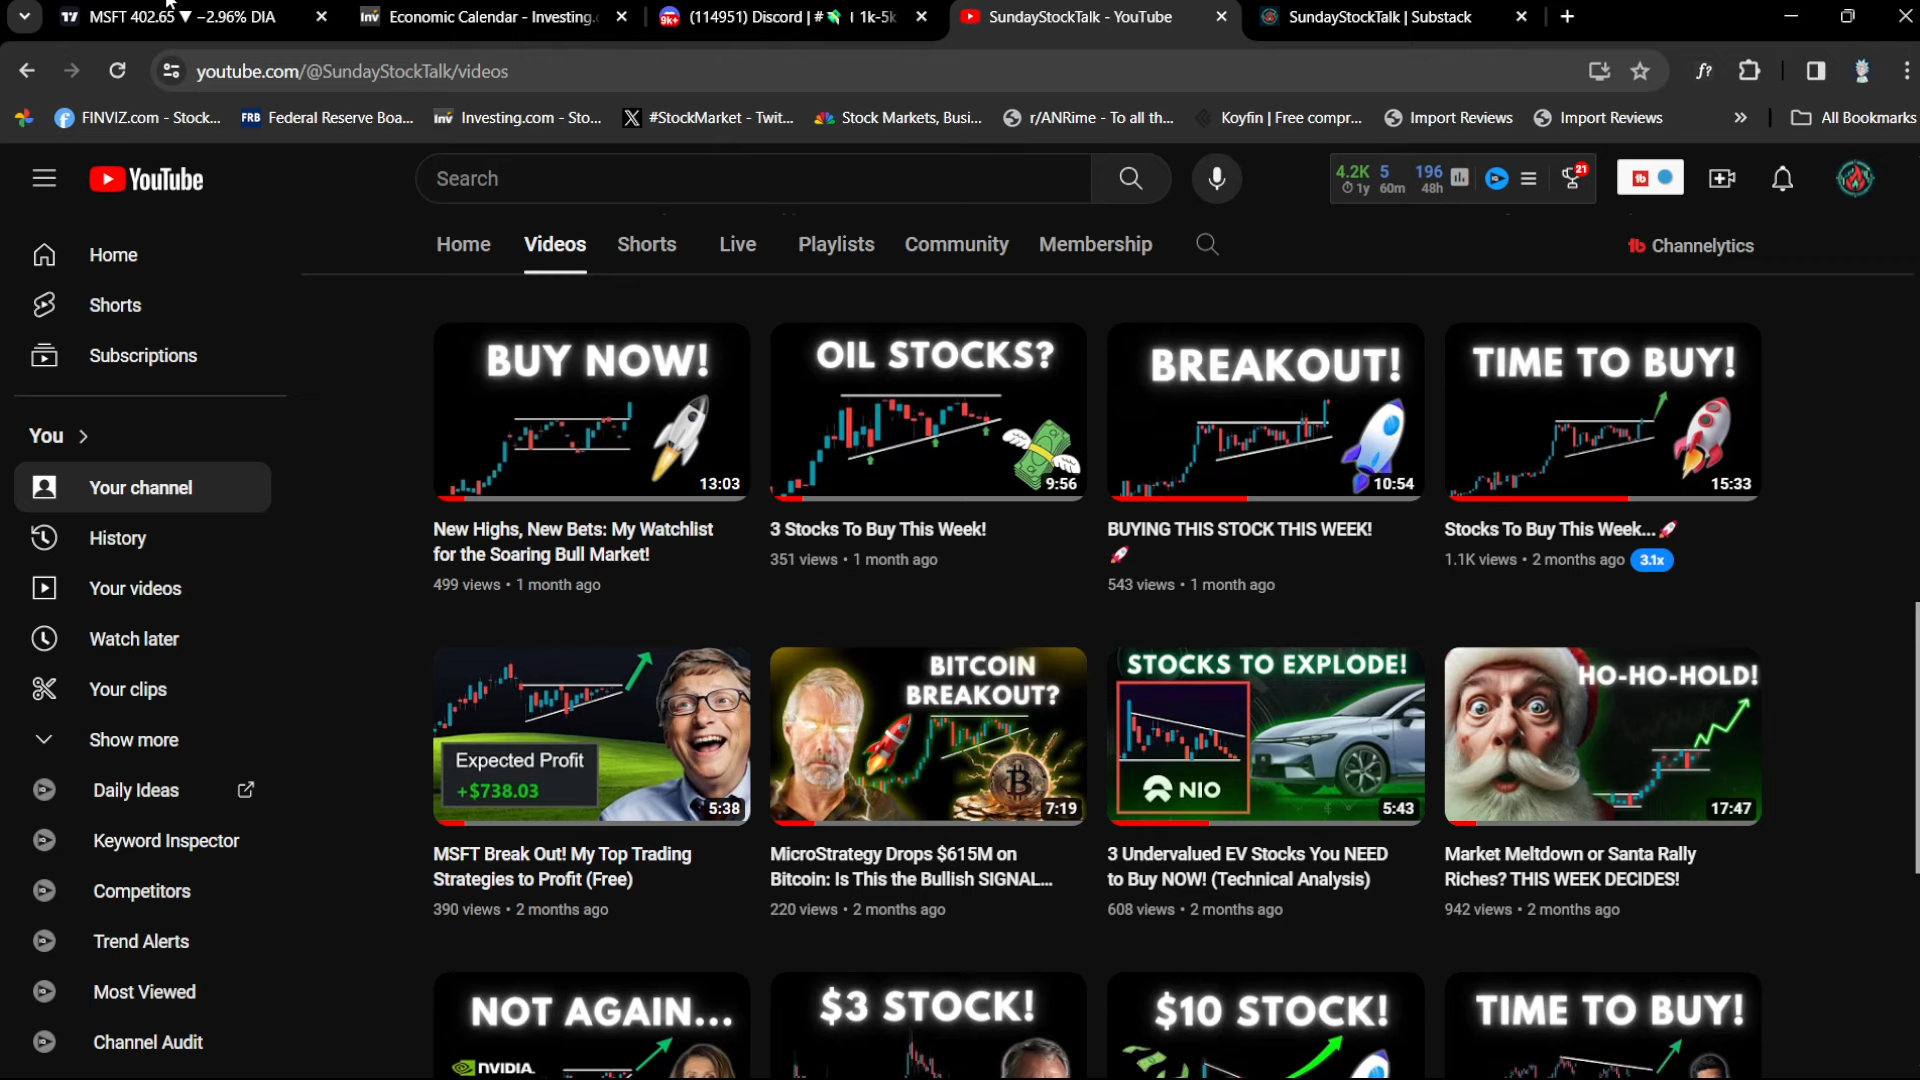 MSFT 402.65 ▼ −2.96% DIA
Economic Calendar - Investing.
(114951) Discord | # | 1k-5k
SundayStockTalk - YouTube
SundayStockTalk | Substack
youtube.com/@SundayStockTalk/videos
f?
FINVIZ.com - Stock...
FRB Federal Reserve Boa...
Inv Investing.com - Sto...
X #StockMarket - Twit...
Stock Markets, Busi...
r/ANRime - To all th...
Koyfin | Free compr...
Import Reviews
Import Reviews
»
All Bookmarks
YouTube
Search
4.2K 5 196
1y 60m 48h
21
tb
Home
Videos
Shorts
Live
Playlists
Community
Membership
Channelytics
Home
Shorts
Subscriptions
You
Your channel
History
Your videos
Watch later
Your clips
Show more
Daily Ideas
Keyword Inspector
Competitors
Trend Alerts
Most Viewed
Channel Audit
BUY NOW!
13:03
New Highs, New Bets: My Watchlist
for the Soaring Bull Market!
499 views • 1 month ago
OIL STOCKS?
9:56
3 Stocks To Buy This Week!
351 views • 1 month ago
BREAKOUT!
10:54
BUYING THIS STOCK THIS WEEK!
🚀
543 views • 1 month ago
TIME TO BUY!
15:33
Stocks To Buy This Week...🚀
1.1K views • 2 months ago 3.1x
Expected Profit
+$738.03
5:38
MSFT Break Out! My Top Trading
Strategies to Profit (Free)
390 views • 2 months ago
BITCOIN
BREAKOUT?
7:19
MicroStrategy Drops $615M on
Bitcoin: Is This the Bullish SIGNAL...
220 views • 2 months ago
STOCKS TO EXPLODE!
NIO
5:43
3 Undervalued EV Stocks You NEED
to Buy NOW! (Technical Analysis)
608 views • 2 months ago
HO-HO-HOLD!
17:47
Market Meltdown or Santa Rally
Riches? THIS WEEK DECIDES!
942 views • 2 months ago
NOT AGAIN...
NVIDIA.
$3 STOCK!
$10 STOCK!
TIME TO BUY!